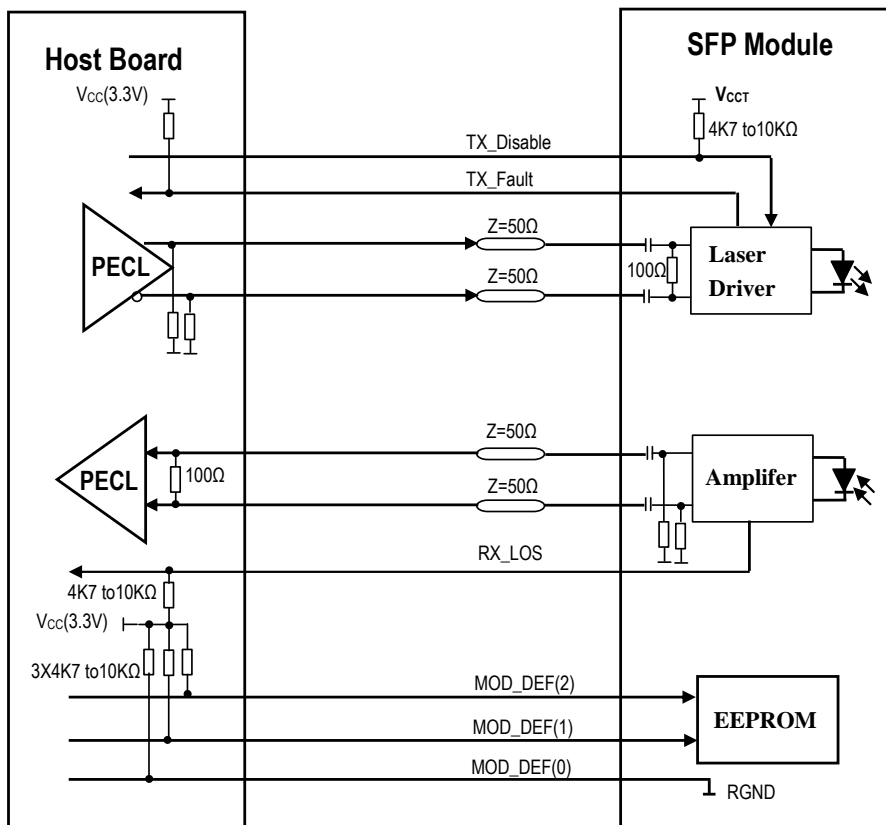 Host Board
SFP Module
VCC(3.3V)
VCCT
4K7 to10KΩ
TX_Disable
TX_Fault
Z=50Ω
PECL
100Ω
Laser
Driver
Z=50Ω
Z=50Ω
PECL
100Ω
Amplifer
Z=50Ω
RX_LOS
4K7 to10KΩ
VCC(3.3V)
3X4K7 to10KΩ
MOD_DEF(2)
EEPROM
MOD_DEF(1)
MOD_DEF(0)
RGND